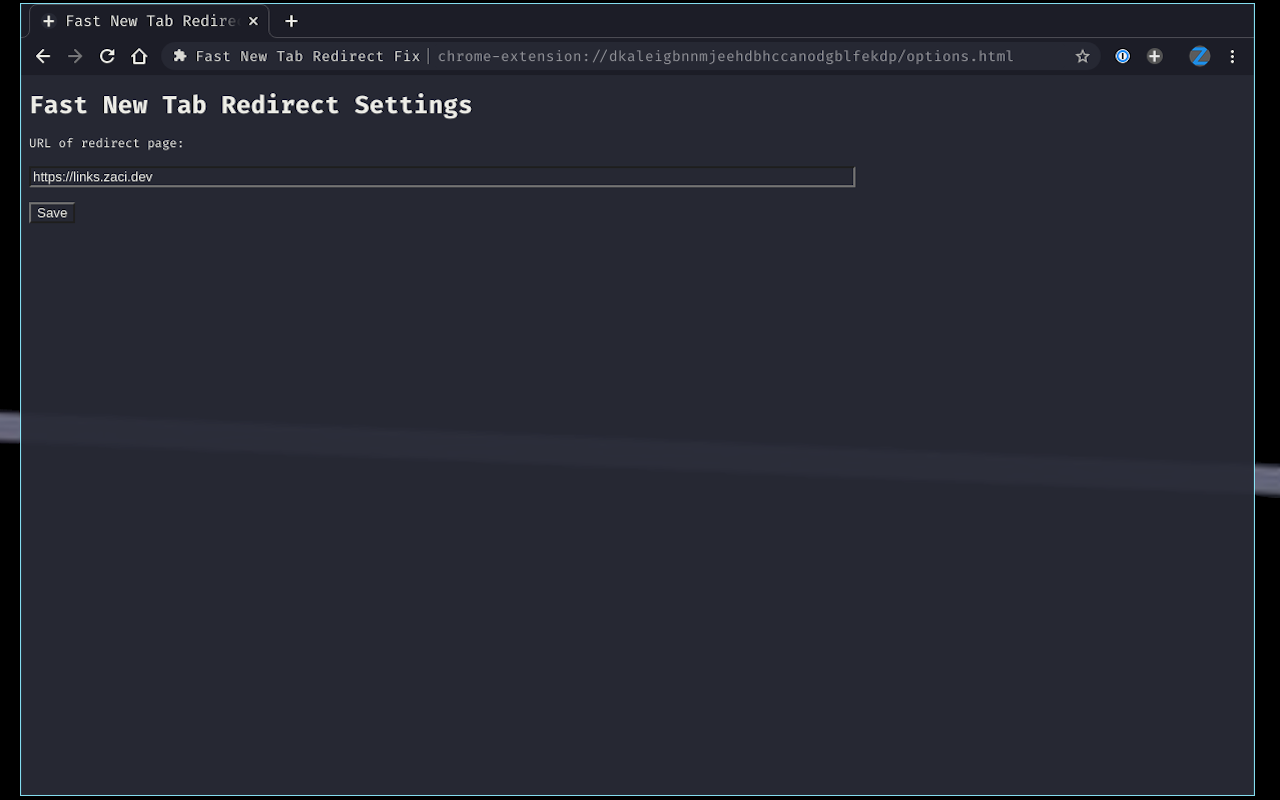 Fast New Tab Redire
Fast New Tab Redirect Fix | chrome-extension://dkaleigbnnmjeehdbhccanodgblfekdp/options.html
Fast New Tab Redirect Settings
URL of redirect page:
https://links.zaci.dev
Save